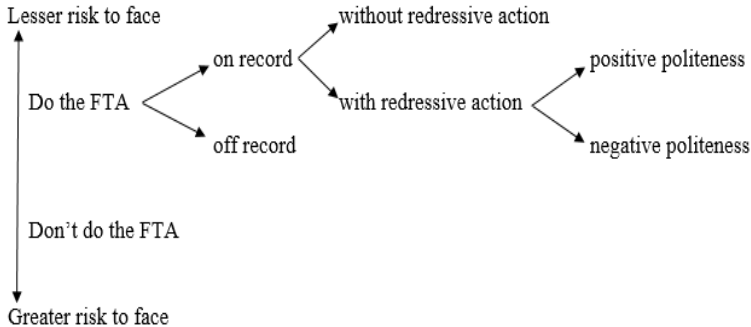 Lesser risk to face
without redressive action
on record
positive politeness
Do the FTA
with redressive action
off record
negative politeness
Don't do the FTA
Greater risk to face